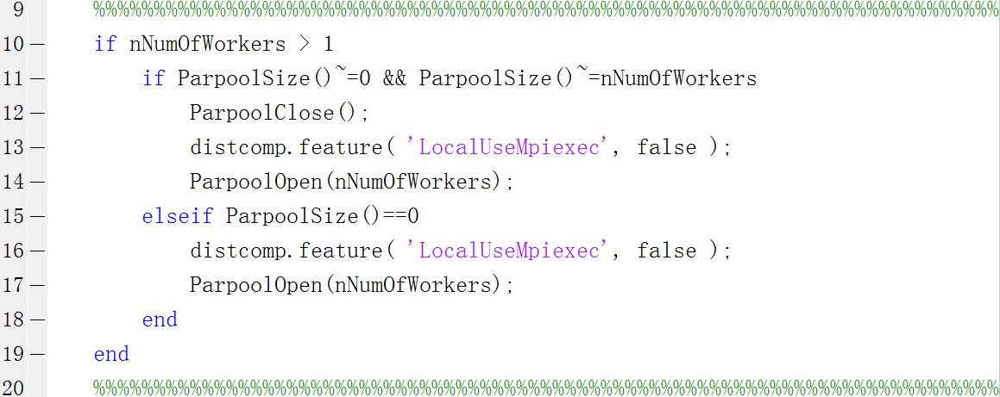 9 %%%%%%%%%%%%%%%%%%%%%%%%%%%%%%%%%%%%%%%%%%%%%%%%%%%%%%%%%%%%%%%%%%%%%%%%%%%
10 — if nNumOfWorkers > 1
11 — if ParpoolSize()~=0 && ParpoolSize()~=nNumOfWorkers
12 — ParpoolClose();
13 — distcomp.feature( 'LocalUseMpiexec', false );
14 — ParpoolOpen(nNumOfWorkers);
15 — elseif ParpoolSize()==0
16 — distcomp.feature( 'LocalUseMpiexec', false );
17 — ParpoolOpen(nNumOfWorkers);
18 — end
19 — end
20 %%%%%%%%%%%%%%%%%%%%%%%%%%%%%%%%%%%%%%%%%%%%%%%%%%%%%%%%%%%%%%%%%%%%%%%%%%%